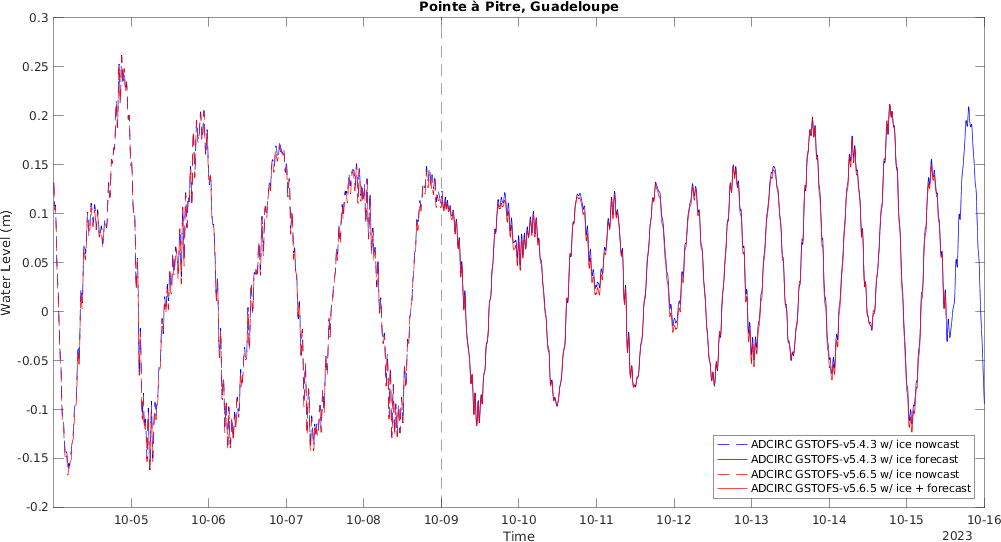 Pointe à Pitre, Guadeloupe
0.3
0.25
0.2
0.15
0.1
0.05
0
-0.05
-0.1
-0.15
-0.2
Water Level (m)
ADCIRC GSTOFS-v5.4.3 w/ ice nowcast
ADCIRC GSTOFS-v5.4.3 w/ ice forecast
ADCIRC GSTOFS-v5.6.5 w/ ice nowcast
ADCIRC GSTOFS-v5.6.5 w/ ice + forecast
10-05 10-06 10-07 10-08 10-09 10-10 10-11 10-12 10-13 10-14 10-15 10-16
Time
2023